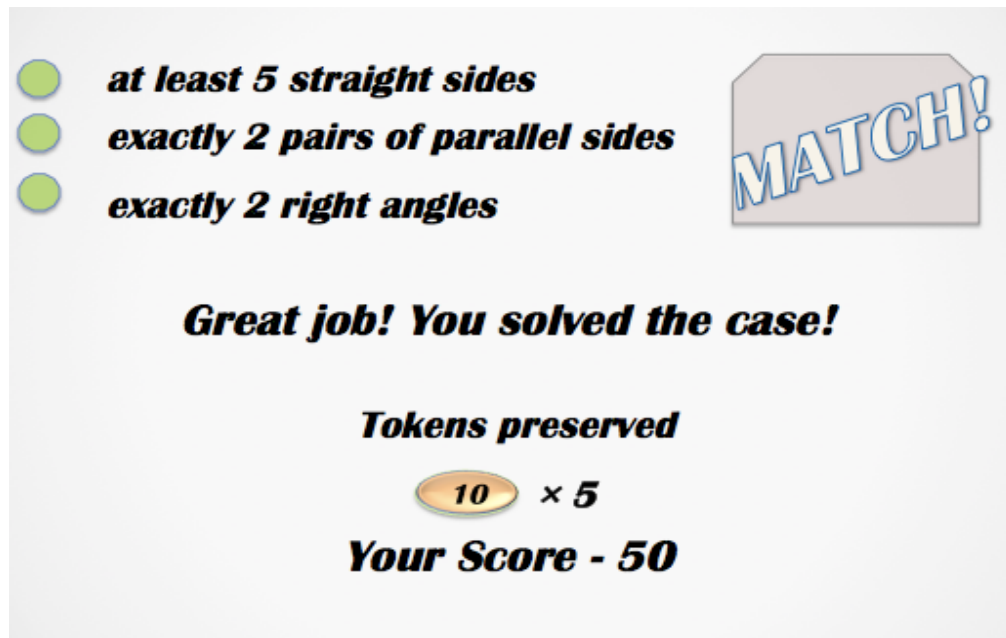 at least 5 straight sides
exactly 2 pairs of parallel sides
exactly 2 right angles
MATCH!
Great job! You solved the case!
Tokens preserved
10 × 5
Your Score - 50